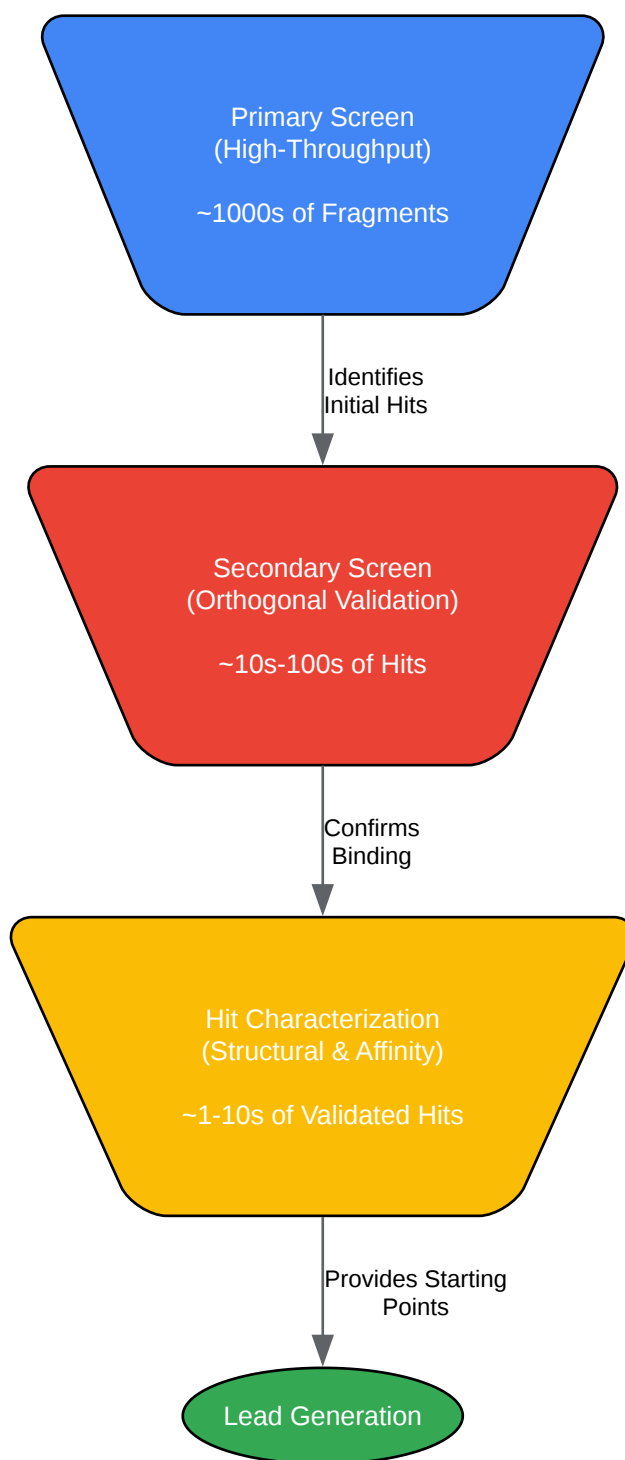 Primary Screen
(High-Throughput)
~1000s of Fragments
Identifies
Initial Hits
Secondary Screen
(Orthogonal Validation)
~10s-100s of Hits
Confirms
Binding
Hit Characterization
(Structural & Affinity)
~1-10s of Validated Hits
Provides Starting
Points
Lead Generation